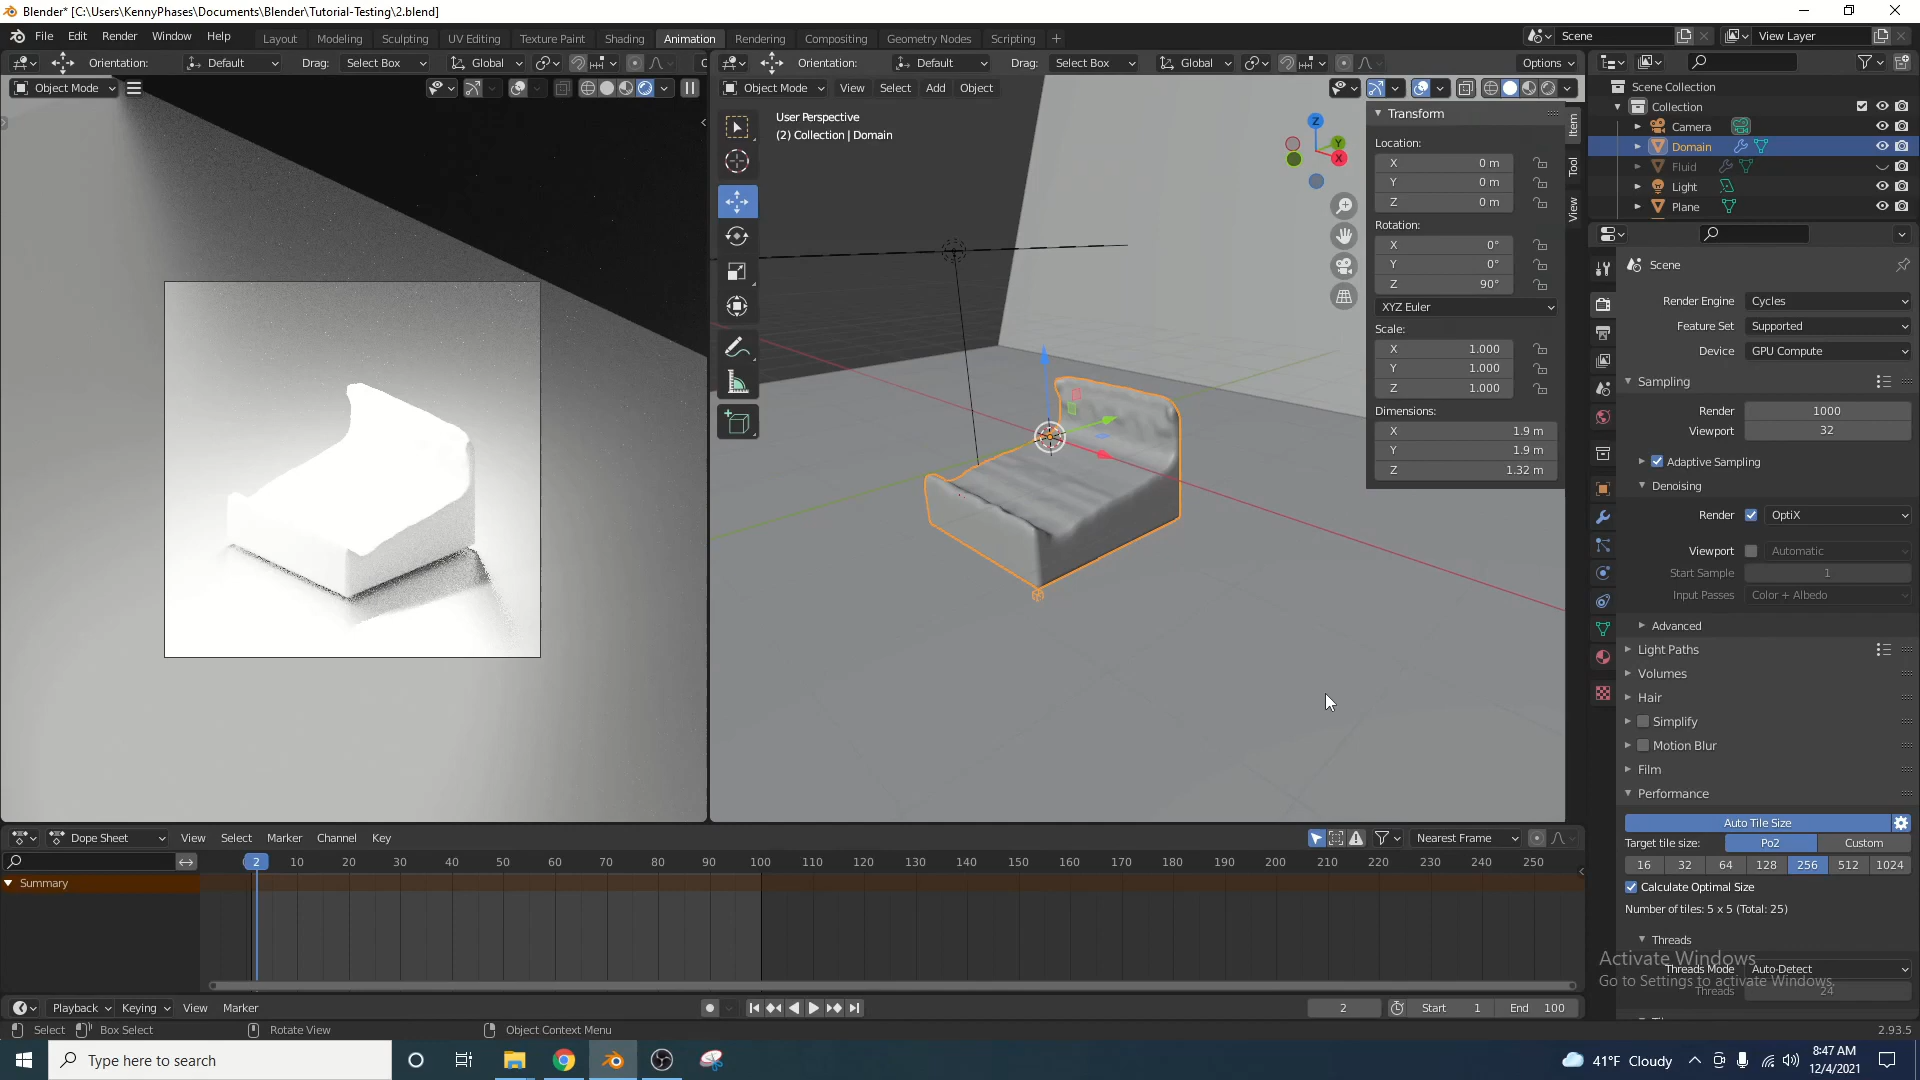 Blender* [C:\Users\KennyPhases\Documents\Blender\Tutorial-Testing\2.blend]
File Edit Render Window Help Layout Modeling Sculpting UV Editing Texture Paint Shading Animation Rendering Compositing Geometry Nodes Scripting + Scene View Layer
Orientation: Default Drag: Select Box Global
Orientation: Default Drag: Select Box Global Options
Object Mode
Object Mode View Select Add Object
User Perspective
(2) Collection | Domain
Z
Y
X
Transform
Location:
X 0 m
Y 0 m
Z 0 m
Rotation:
X 0°
Y 0°
Z 90°
XYZ Euler
Scale:
X 1.000
Y 1.000
Z 1.000
Dimensions:
X 1.9 m
Y 1.9 m
Z 1.32 m
Item
Tool
View
Scene Collection
Collection
Camera
Domain
Fluid
Light
Plane
Scene
Render Engine Cycles
Feature Set Supported
Device GPU Compute
Sampling
Render 1000
Viewport 32
Adaptive Sampling
Denoising
Render OptiX
Viewport Automatic
Start Sample 1
Input Passes Color + Albedo
Advanced
Light Paths
Volumes
Hair
Simplify
Motion Blur
Film
Performance
Auto Tile Size
Target tile size: Po2 Custom
16 32 64 128 256 512 1024
Calculate Optimal Size
Number of tiles: 5 x 5 (Total: 25)
Threads
Threads Mode Auto-Detect
Threads 24
Activate Windows
Go to Settings to activate Windows.
Dope Sheet View Select Marker Channel Key Nearest Frame
2 10 20 30 40 50 60 70 80 90 100 110 120 130 140 150 160 170 180 190 200 210 220 230 240 250
Summary
Playback Keying View Marker 2 Start 1 End 100
Select Box Select Rotate View Object Context Menu 2.93.5
Type here to search 41°F Cloudy 8:47 AM
12/4/2021